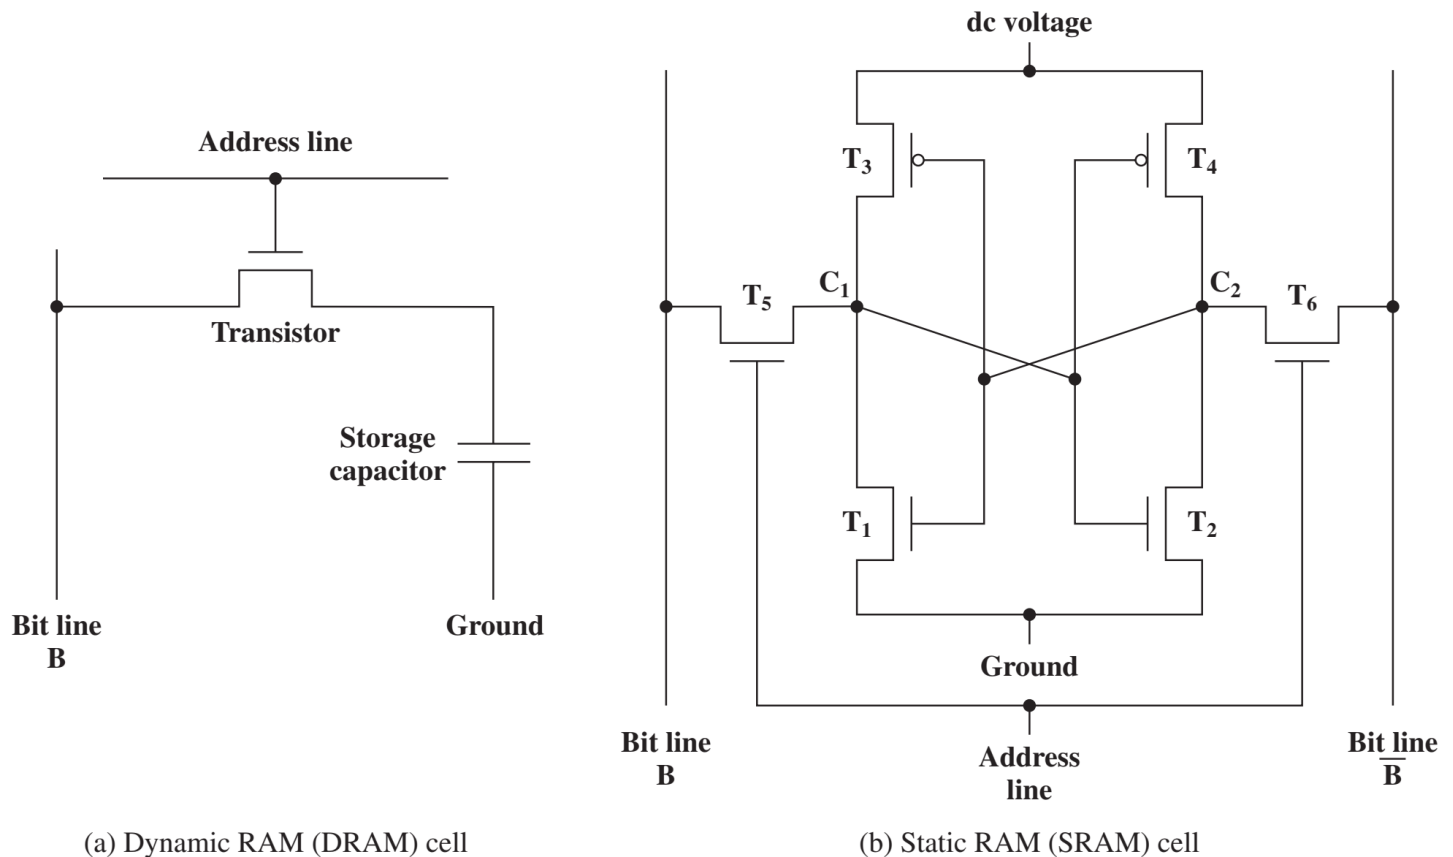 Address line
Transistor
Storage
capacitor
Bit line
B
Ground
(a) Dynamic RAM (DRAM) cell
dc voltage
T₃
T₄
C₁
C₂
T₅
T₆
T₁
T₂
Ground
Bit line
B
Address
line
Bit line
B̅
(b) Static RAM (SRAM) cell